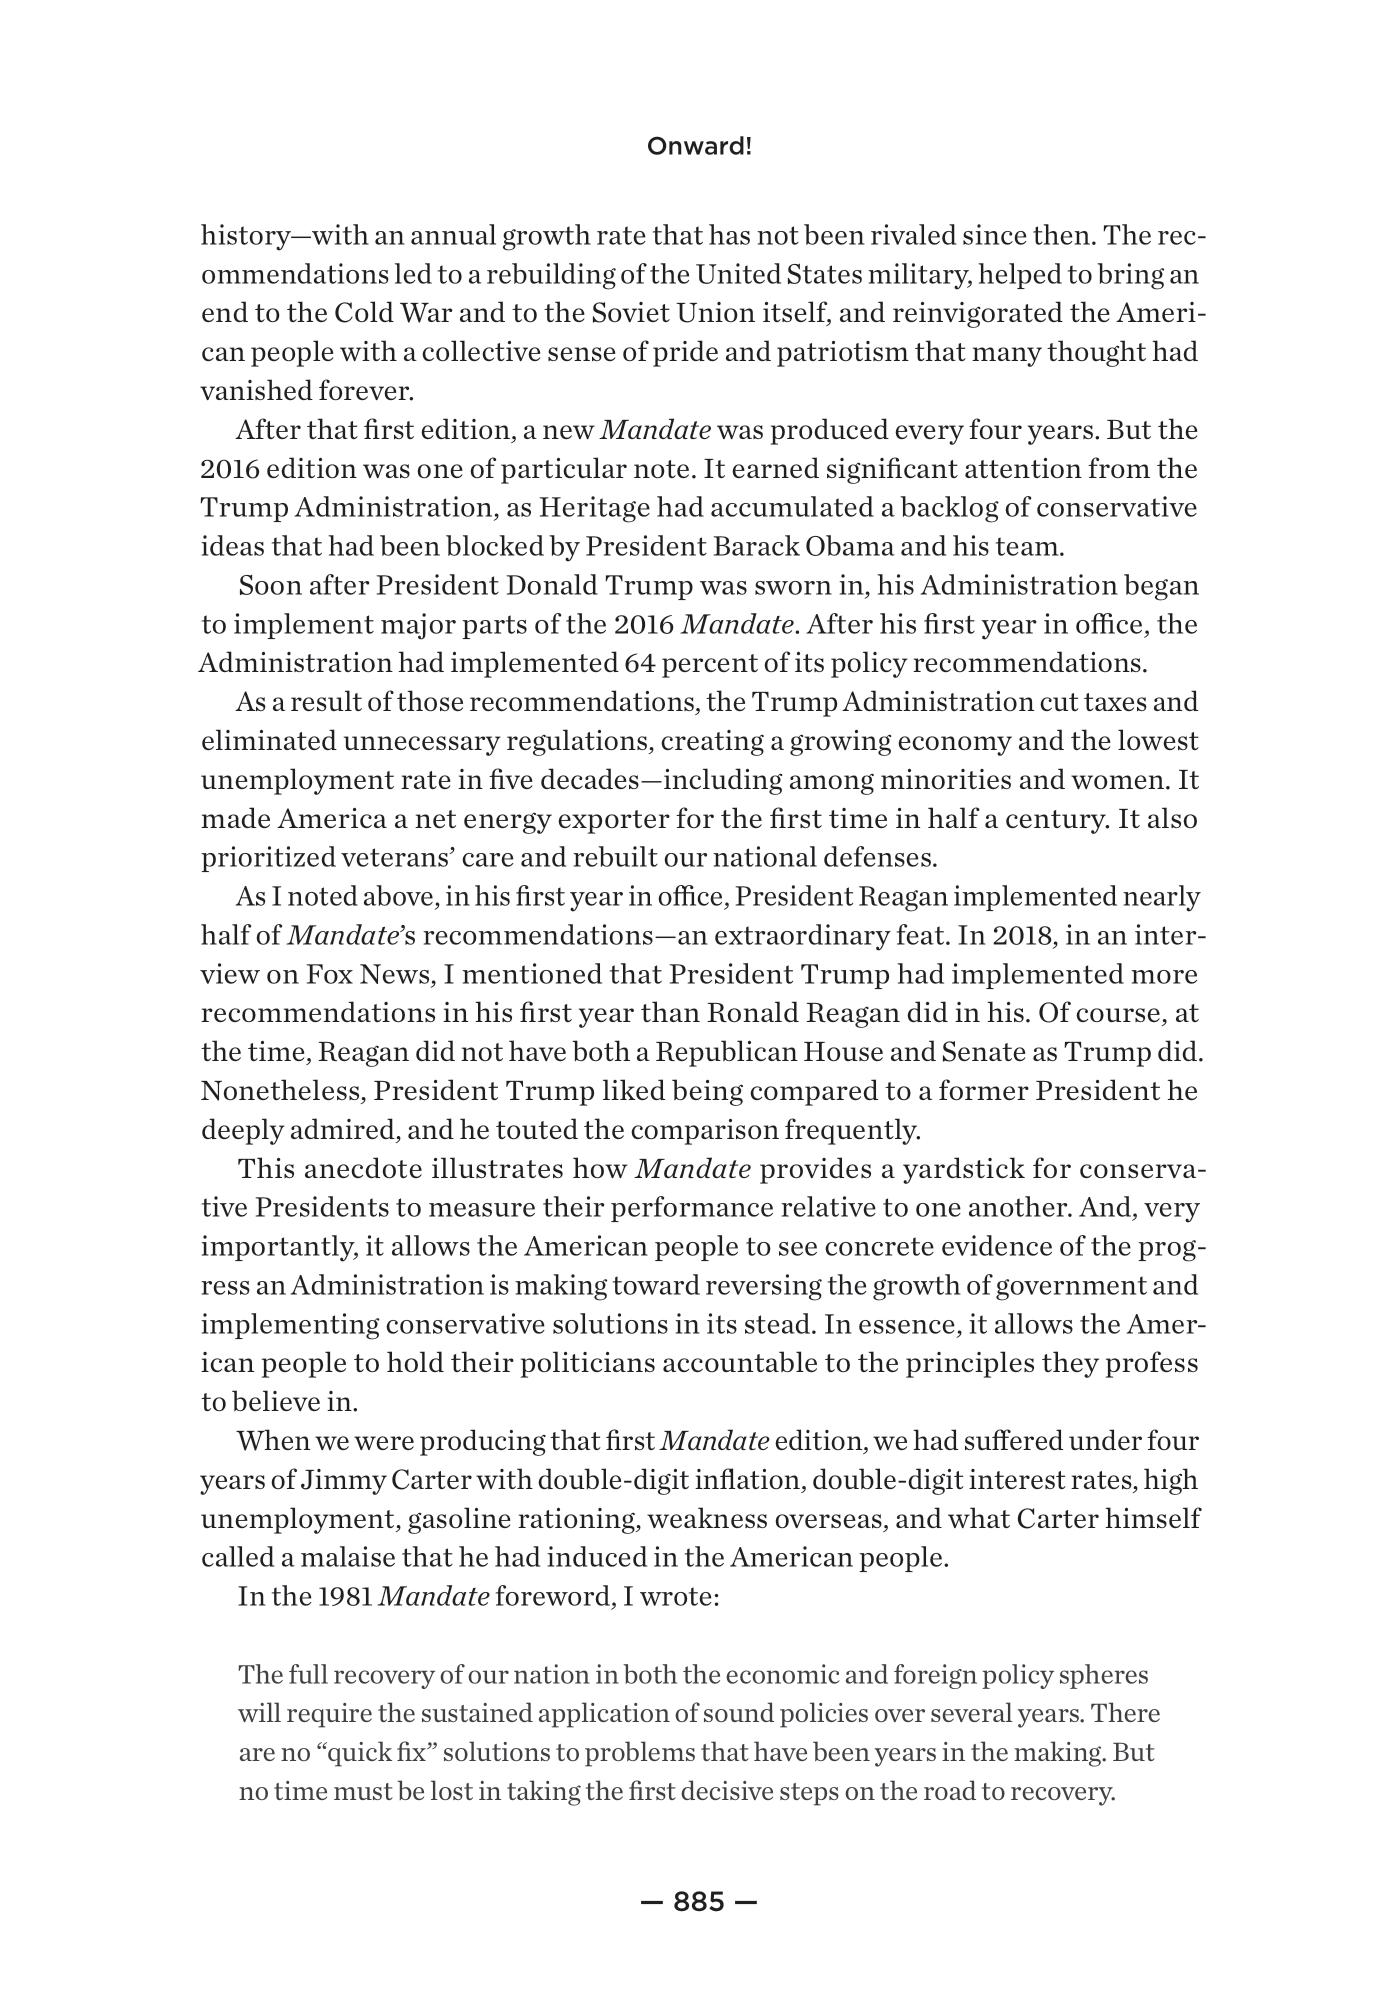 Onward!
history—with an annual growth rate that has not been rivaled since then. The rec-
ommendations led to a rebuilding of the United States military, helped to bring an
end to the Cold War and to the Soviet Union itself, and reinvigorated the Ameri-
can people with a collective sense of pride and patriotism that many thought had
vanished forever.
After that first edition, a new Mandate was produced every four years. But the
2016 edition was one of particular note. It earned significant attention from the
Trump Administration, as Heritage had accumulated a backlog of conservative
ideas that had been blocked by President Barack Obama and his team.
Soon after President Donald Trump was sworn in, his Administration began
to implement major parts of the 2016 Mandate. After his first year in office, the
Administration had implemented 64 percent of its policy recommendations.
As a result of those recommendations, the Trump Administration cut taxes and
eliminated unnecessary regulations, creating a growing economy and the lowest
unemployment rate in five decades—including among minorities and women. It
made America a net energy exporter for the first time in half a century. It also
prioritized veterans’ care and rebuilt our national defenses.
As I noted above, in his first year in office, President Reagan implemented nearly
half of Mandate’s recommendations—an extraordinary feat. In 2018, in an inter-
view on Fox News, I mentioned that President Trump had implemented more
recommendations in his first year than Ronald Reagan did in his. Of course, at
the time, Reagan did not have both a Republican House and Senate as Trump did.
Nonetheless, President Trump liked being compared to a former President he
deeply admired, and he touted the comparison frequently.
This anecdote illustrates how Mandate provides a yardstick for conserva-
tive Presidents to measure their performance relative to one another. And, very
importantly, it allows the American people to see concrete evidence of the prog-
ress an Administration is making toward reversing the growth of government and
implementing conservative solutions in its stead. In essence, it allows the Amer-
ican people to hold their politicians accountable to the principles they profess
to believe in.
When we were producing that first Mandate edition, we had suffered under four
years of Jimmy Carter with double-digit inflation, double-digit interest rates, high
unemployment, gasoline rationing, weakness overseas, and what Carter himself
called a malaise that he had induced in the American people.
In the 1981 Mandate foreword, I wrote:
The full recovery of our nation in both the economic and foreign policy spheres
will require the sustained application of sound policies over several years. There
are no “quick fix” solutions to problems that have been years in the making. But
no time must be lost in taking the first decisive steps on the road to recovery.
— 885 —